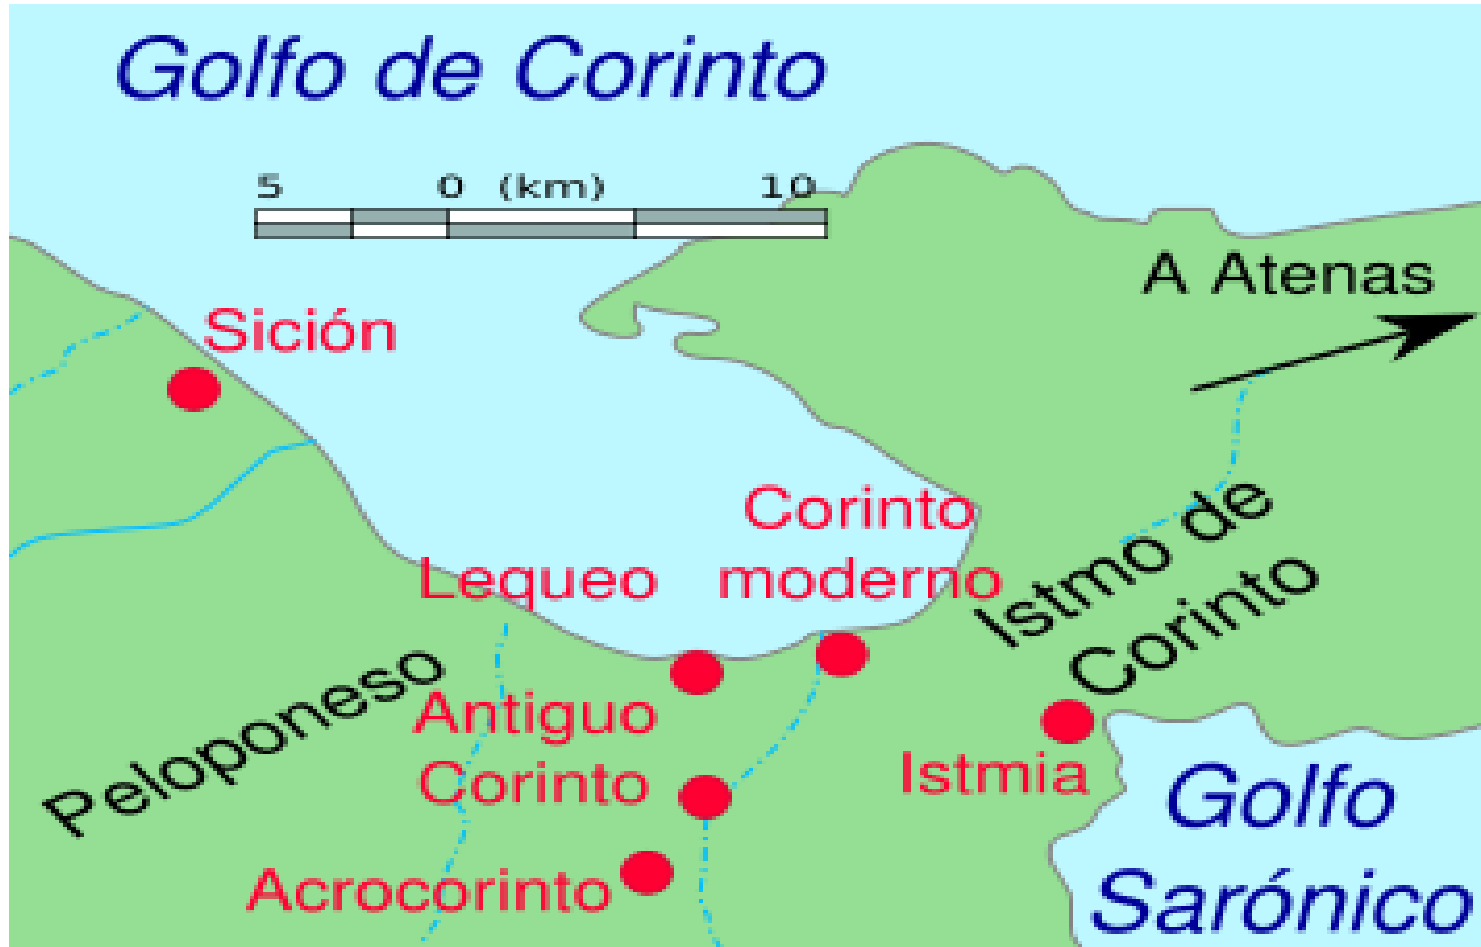 Golfo de Corinto
5 0 (km) 10
A Atenas
Sición
Corinto
moderno
Lequeo
Istmo de
Corinto
Peloponeso
Antiguo
Corinto
Istmia
Golfo
Sarónico
Acrocorinto